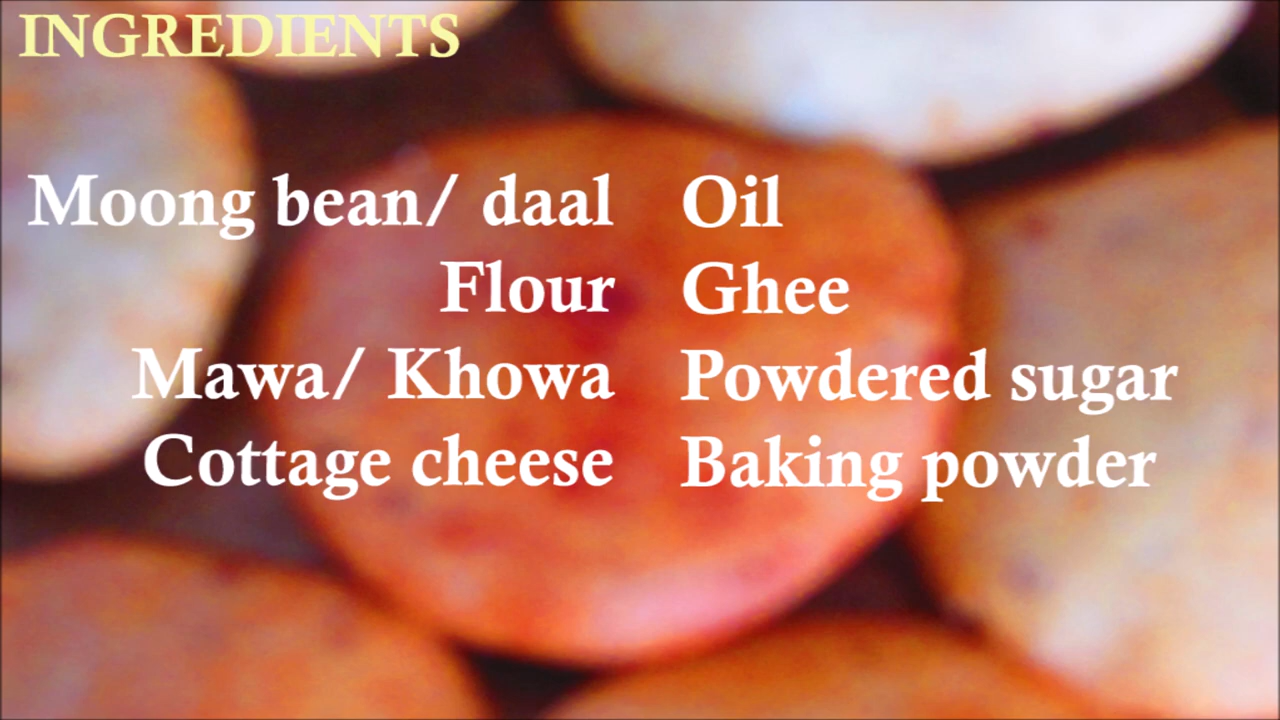 INGREDIENTS
Moong bean/ daal
Flour
Mawa/ Khowa
Cottage cheese
Oil
Ghee
Powdered sugar
Baking powder